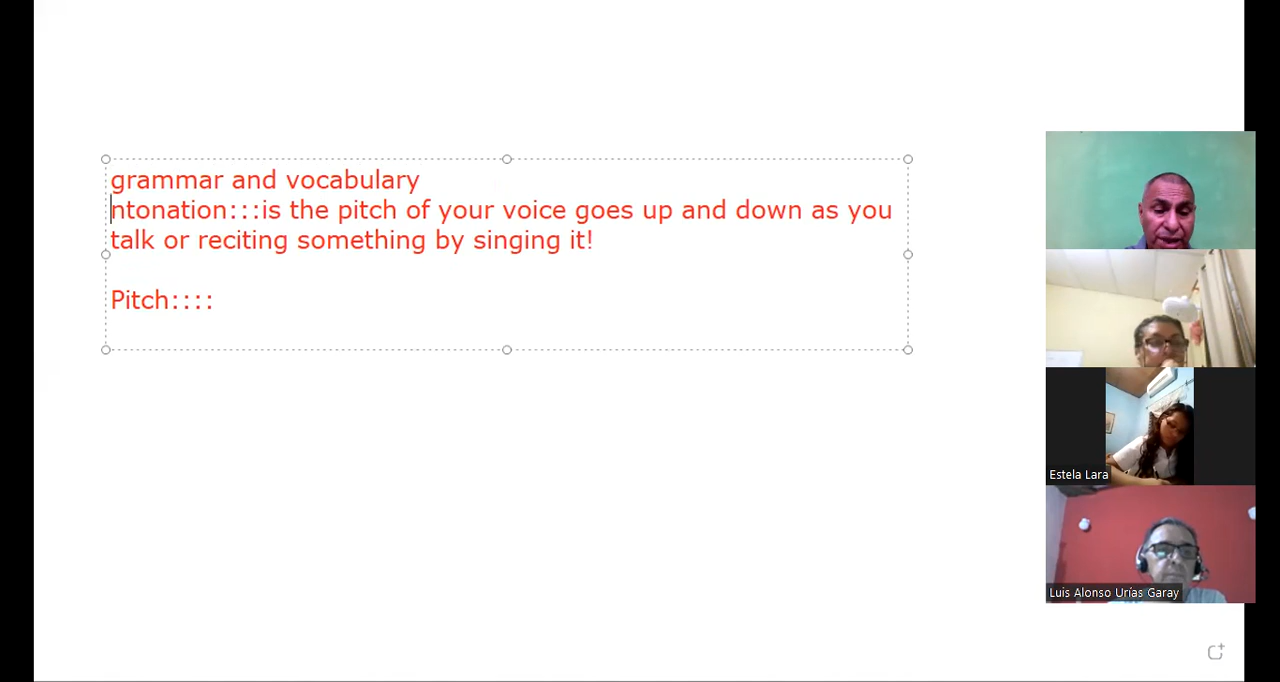 grammar and vocabulary
ntonation:::is the pitch of your voice goes up and down as you
talk or reciting something by singing it!
Pitch::::
Estela Lara
Luis Alonso Urías Garay